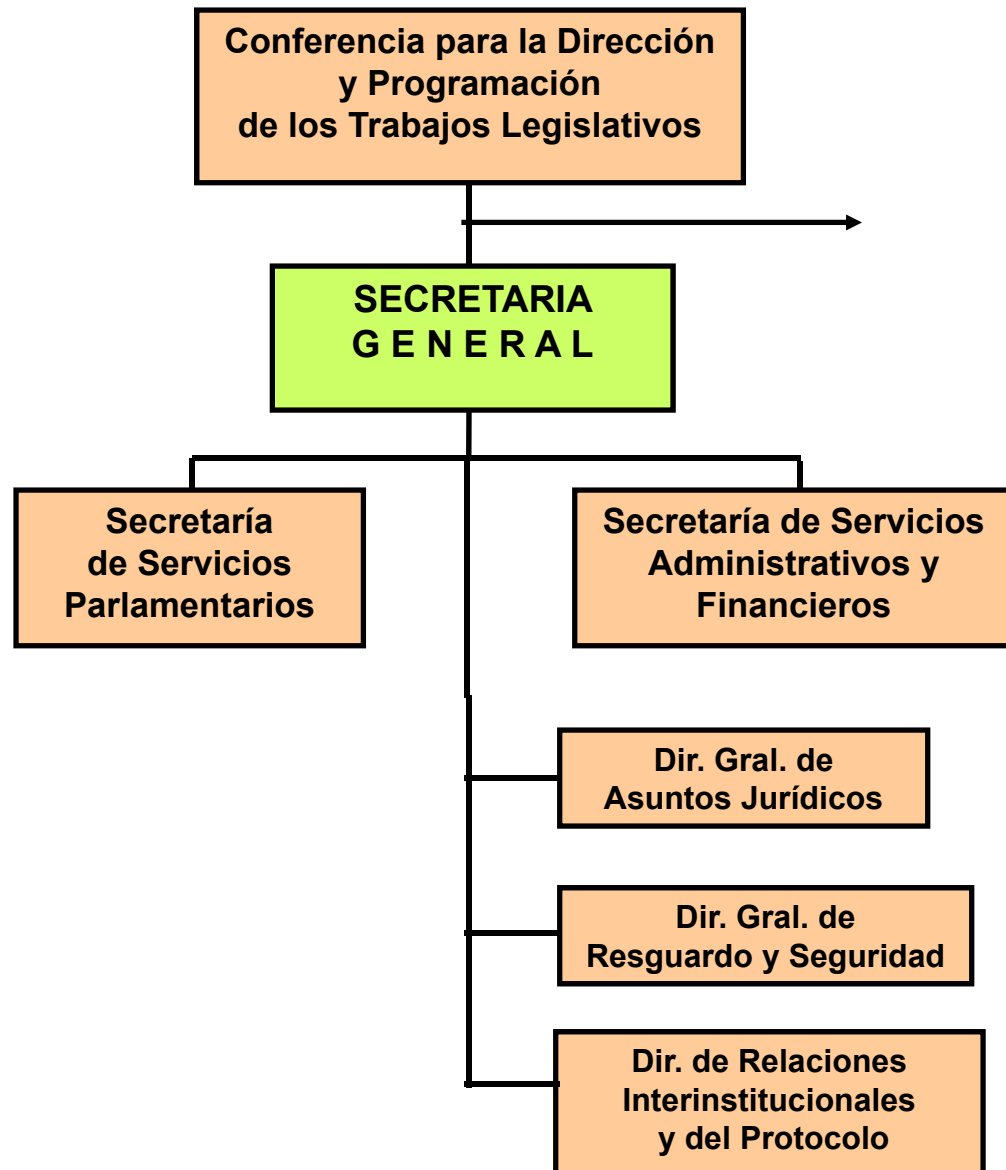 Conferencia para la Dirección
y Programación
de los Trabajos Legislativos
SECRETARIA
G E N E R A L
Secretaría
de Servicios
Parlamentarios
Secretaría de Servicios
Administrativos y
Financieros
Dir. Gral. de
Asuntos Jurídicos
Dir. Gral. de
Resguardo y Seguridad
Dir. de Relaciones
Interinstitucionales
y del Protocolo